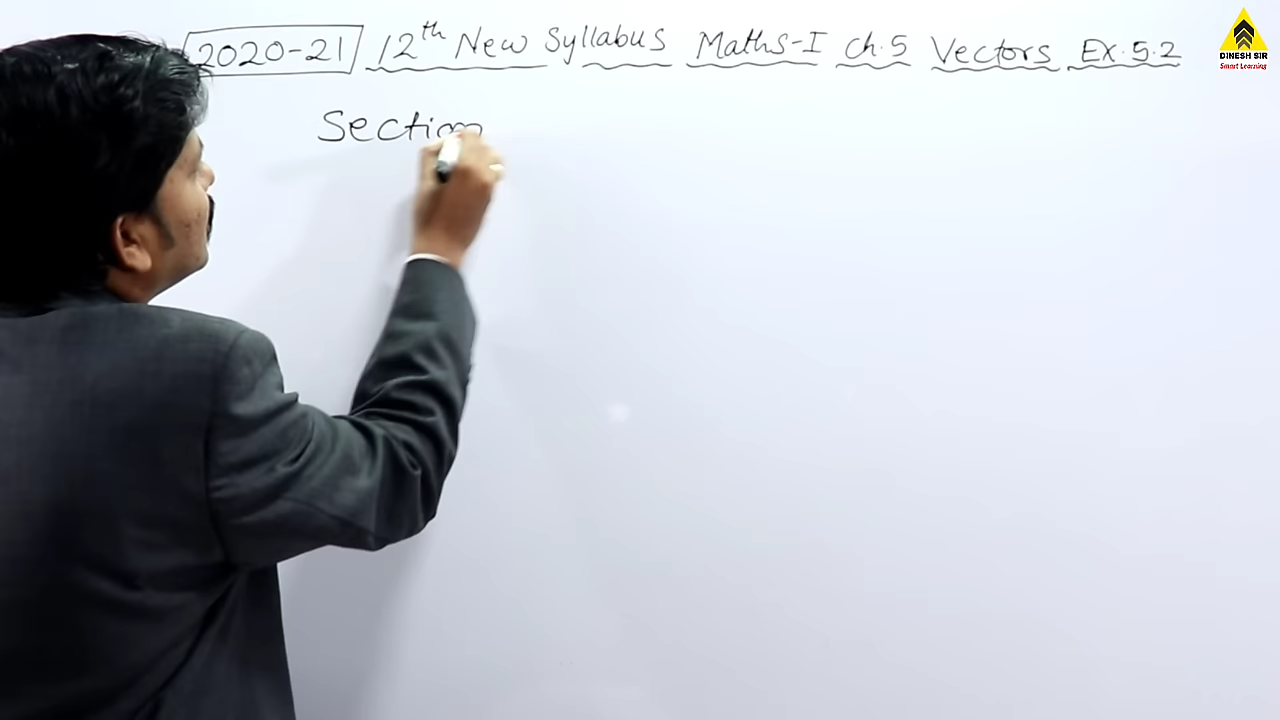 2020-21 12th New Syllabus Maths-I Ch.5 Vectors Ex.5.2
Section
DINESH SIR
Smart Learning